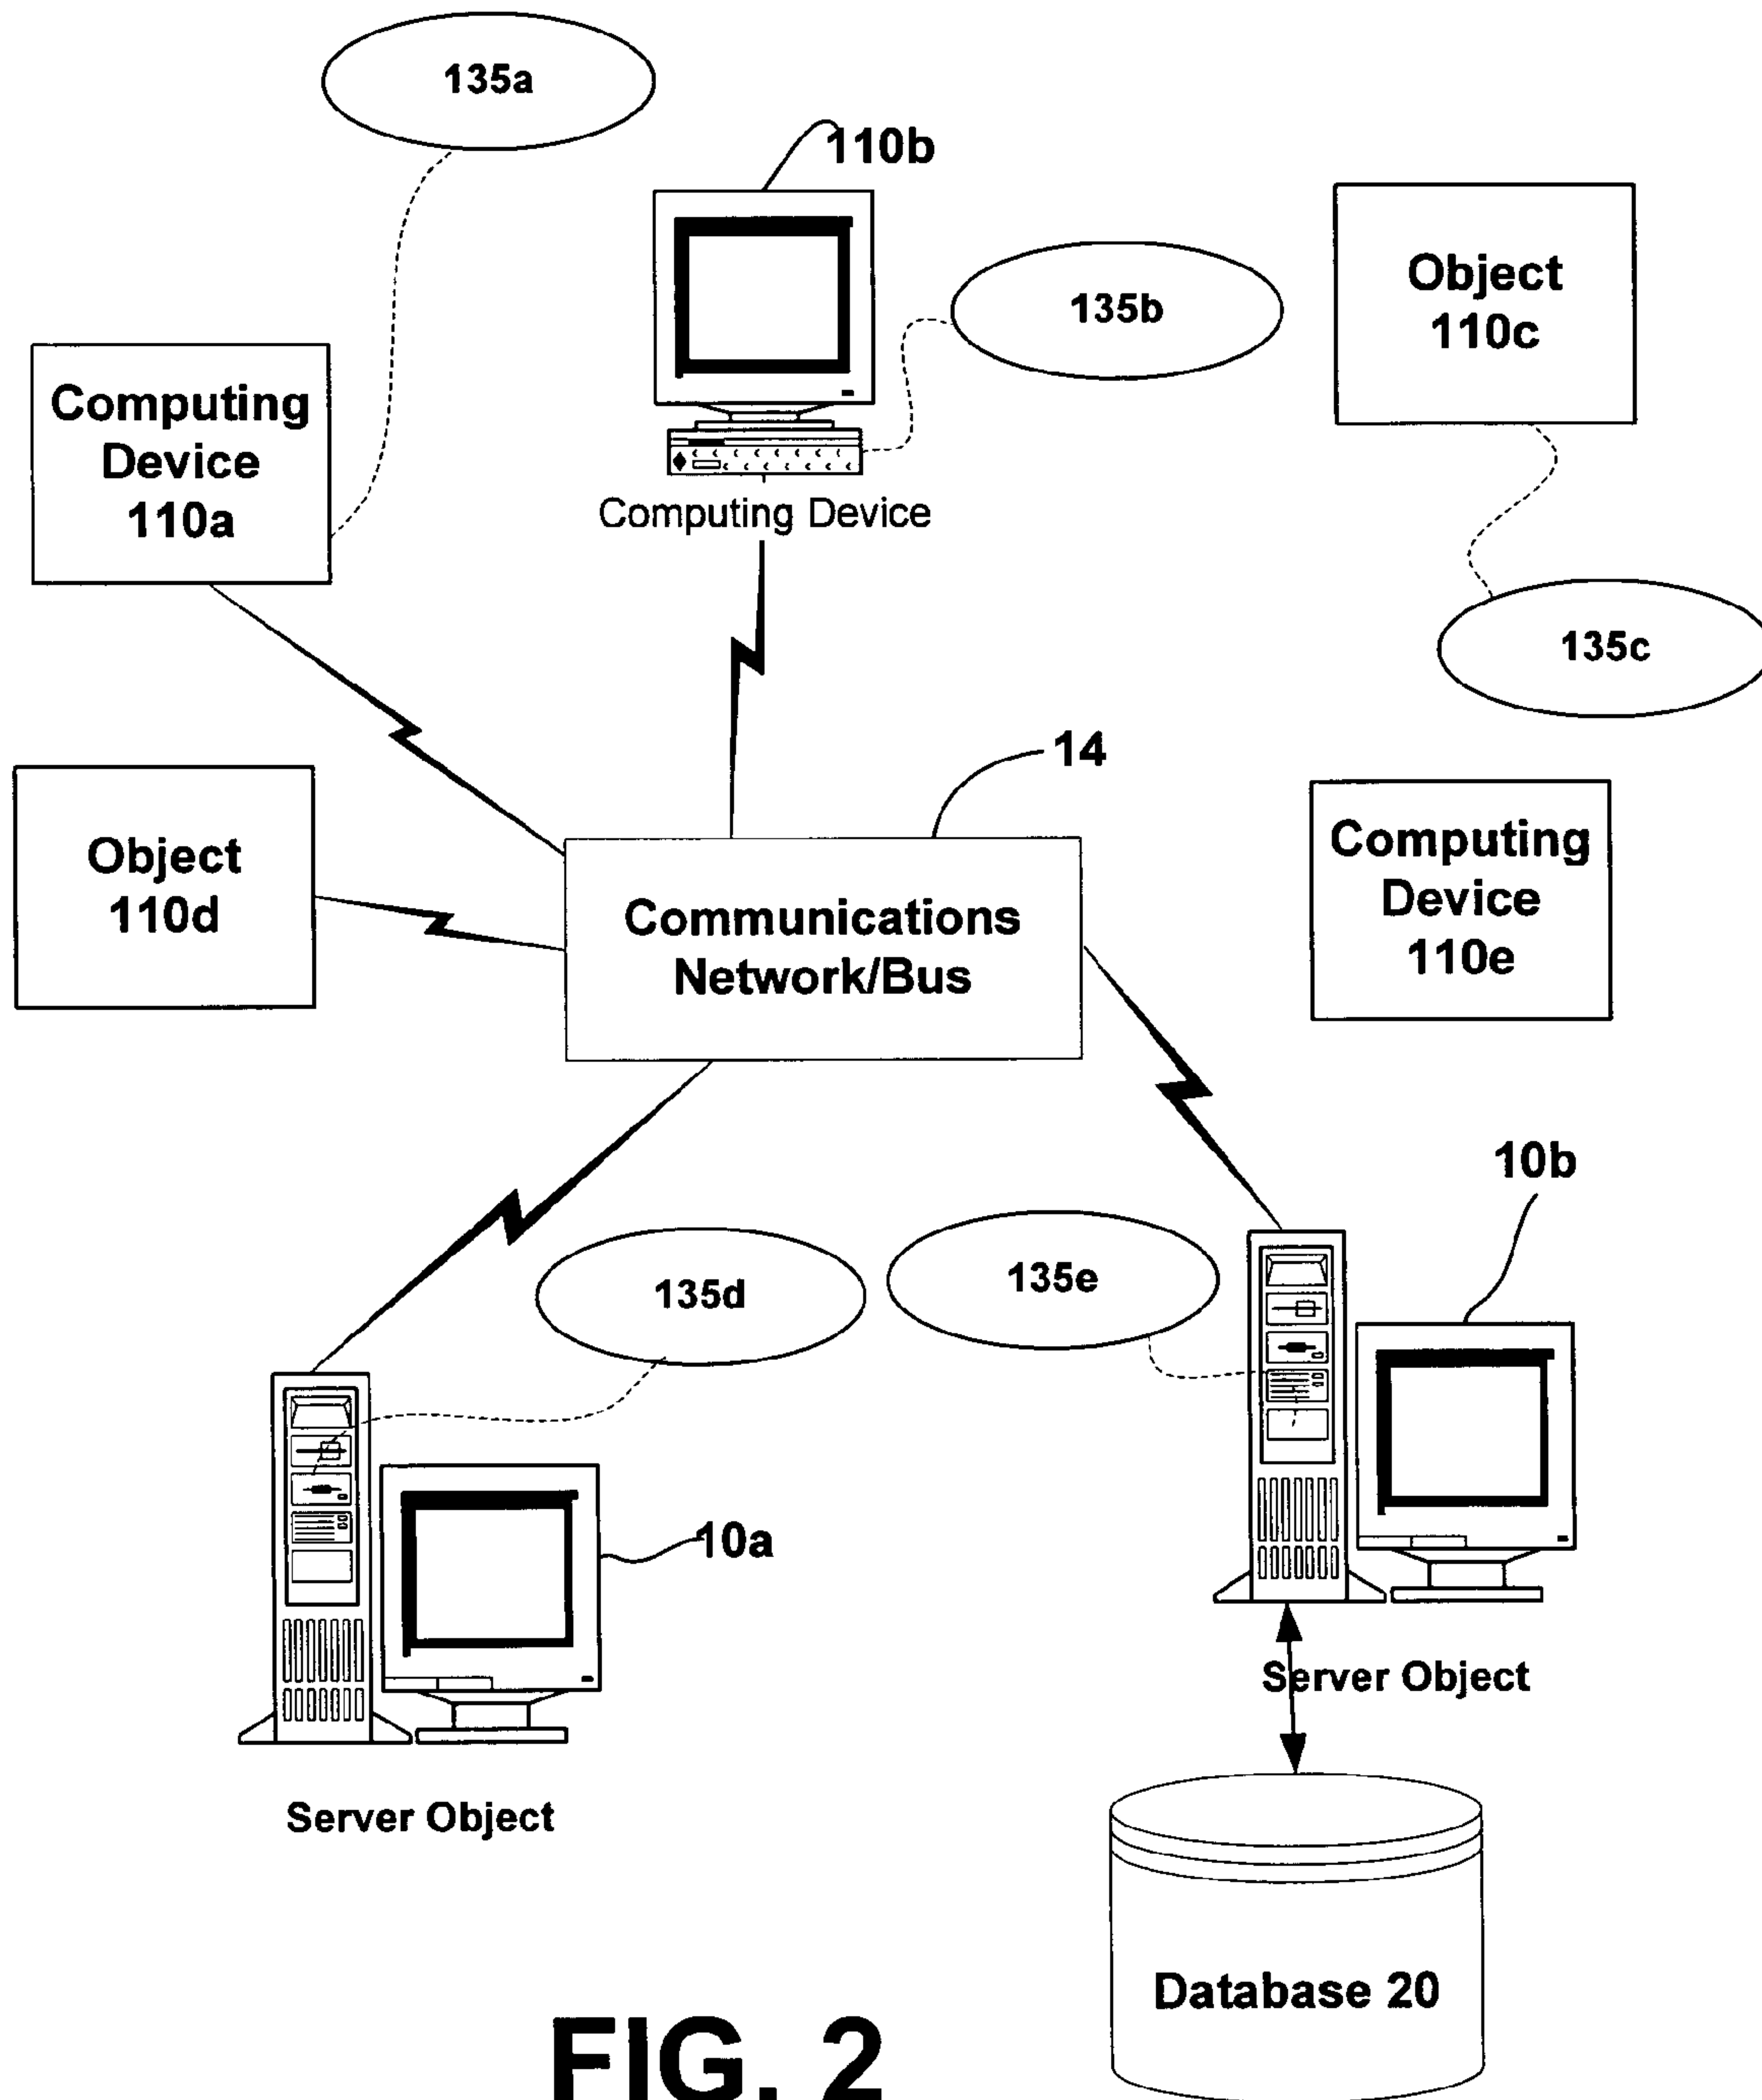 135a
110b
Object
110c
135b
Computing
Device
110a
Computing Device
135c
14
Object
110d
Communications
Network/Bus
Computing
Device
110e
10b
135d
135e
10a
Server Object
Server Object
Database 20
FIG. 2